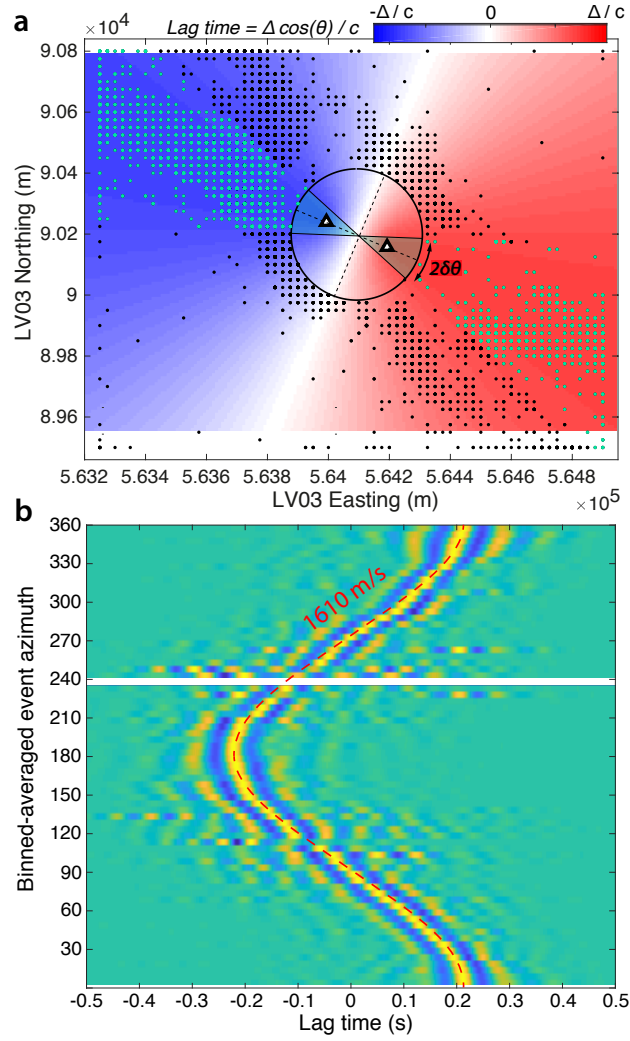 a
Lag time = Δ cos(θ) / c
-Δ / c 0 Δ / c
× 10⁴
9.08
9.06
9.04
9.02
9
8.98
8.96
LV03 Northing (m)
2δθ
5.632 5.634 5.636 5.638 5.64 5.642 5.644 5.646 5.648
LV03 Easting (m)
× 10⁵
b
360
330
300
270
240
210
180
150
120
90
60
30
Binned-averaged event azimuth
1610 m/s
-0.5 -0.4 -0.3 -0.2 -0.1 0 0.1 0.2 0.3 0.4 0.5
Lag time (s)